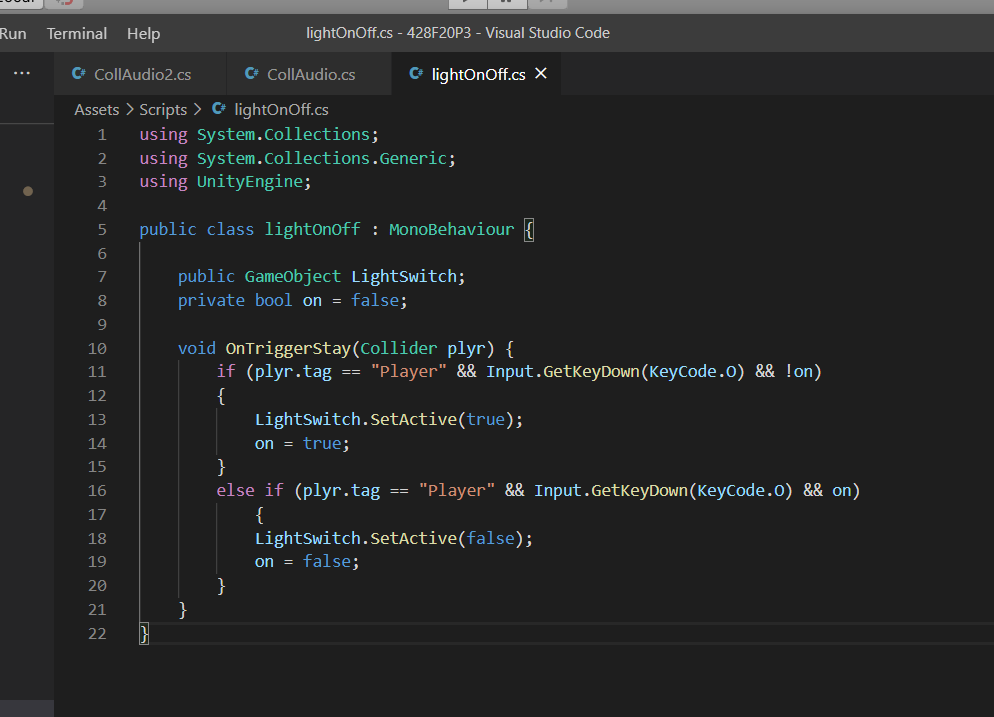 Run Terminal Help lightOnOff.cs - 428F20P3 - Visual Studio Code
··· C# CollAudio2.cs C# CollAudio.cs C# lightOnOff.cs ×
Assets > Scripts > C# lightOnOff.cs
1 using System.Collections;
2 using System.Collections.Generic;
3 using UnityEngine;
4
5 public class lightOnOff : MonoBehaviour {
6
7 public GameObject LightSwitch;
8 private bool on = false;
9
10 void OnTriggerStay(Collider plyr) {
11 if (plyr.tag == "Player" && Input.GetKeyDown(KeyCode.O) && !on)
12 {
13 LightSwitch.SetActive(true);
14 on = true;
15 }
16 else if (plyr.tag == "Player" && Input.GetKeyDown(KeyCode.O) && on)
17 {
18 LightSwitch.SetActive(false);
19 on = false;
20 }
21 }
22 }